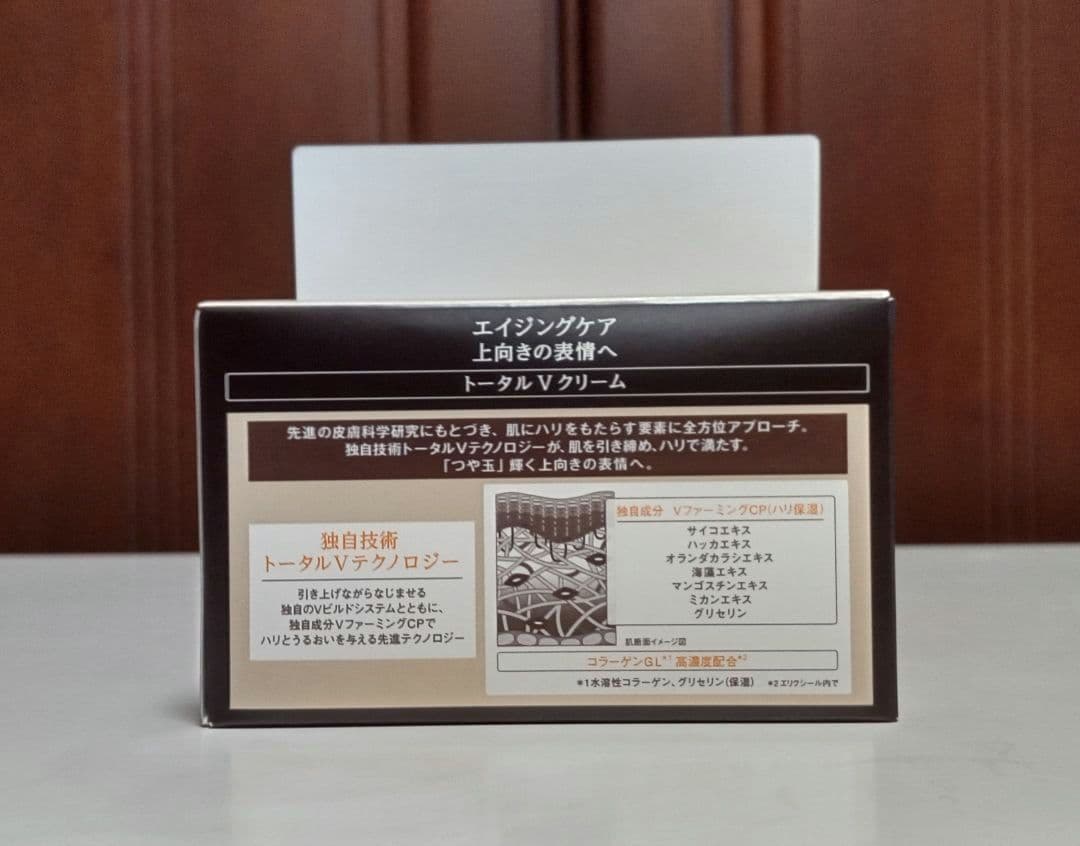 エイジングケア
上向きの表情へ
トータル V クリーム
先進の皮膚科学研究にもとづき、肌にハリをもたらす要素に全方位アプローチ。
独自技術トータルVテクノロジーが、肌を引き締め、ハリで満たす。
「つや玉」輝く上向きの表情へ。
独自技術
トータルVテクノロジー
引き上げながらなじませる
独自のVビルドシステムとともに、
独自成分VファーミングCPで
ハリとうるおいを与える先進テクノロジー
独自成分 VファーミングCP(ハリ保湿)
サイコエキス
ハッカエキス
オランダカラシエキス
海藻エキス
マンゴスチンエキス
ミカンエキス
グリセリン
肌断面イメージ図
コラーゲンGL*1 高濃度配合*2
*1水溶性コラーゲン、グリセリン(保湿) *2エリクシール内で